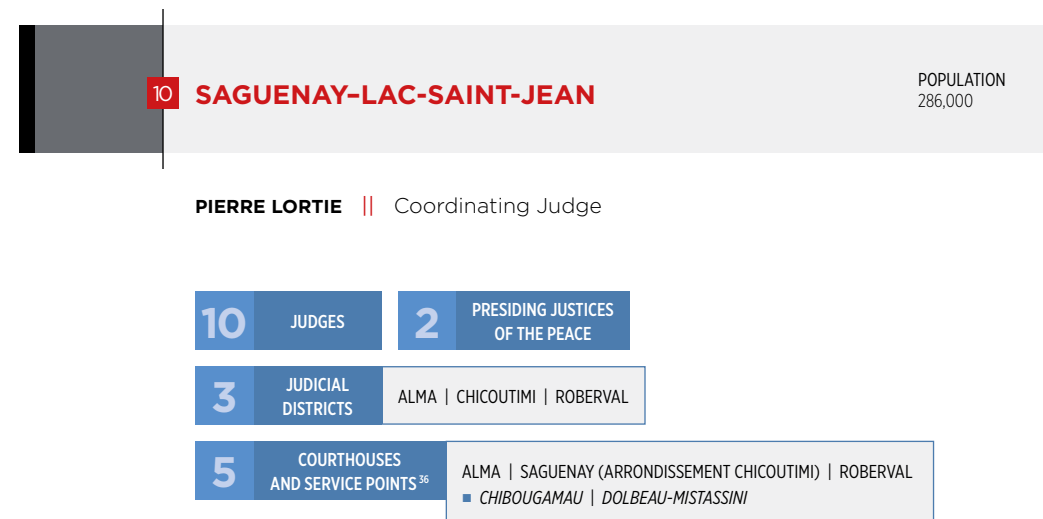 10 SAGUENAY–LAC-SAINT-JEAN
POPULATION
286,000
PIERRE LORTIE || Coordinating Judge
10 JUDGES
2 PRESIDING JUSTICES
OF THE PEACE
3 JUDICIAL
DISTRICTS
ALMA | CHICOUTIMI | ROBERVAL
5 COURTHOUSES
AND SERVICE POINTS 36
ALMA | SAGUENAY (ARRONDISSEMENT CHICOUTIMI) | ROBERVAL
■ CHIBOUGAMAU | DOLBEAU-MISTASSINI